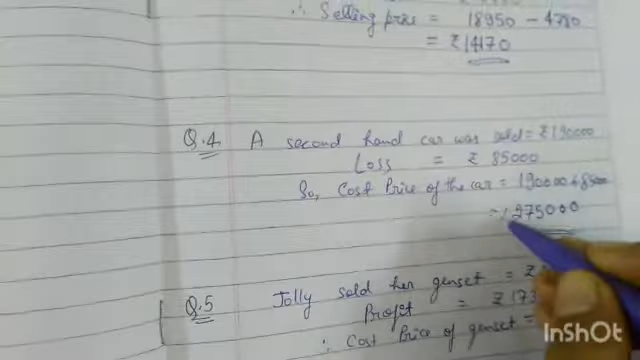 ∴ Selling price = 18950 - 4780
= ₹14170
Q.4 A second hand car was sold = ₹190000
Loss = ₹ 85000
So, Cost Price of the car = 190000+85000
= 275000
Q.5 Jolly sold her genset = ₹
Profit = ₹ 173
∴ Cost Price of genset =
InShOt